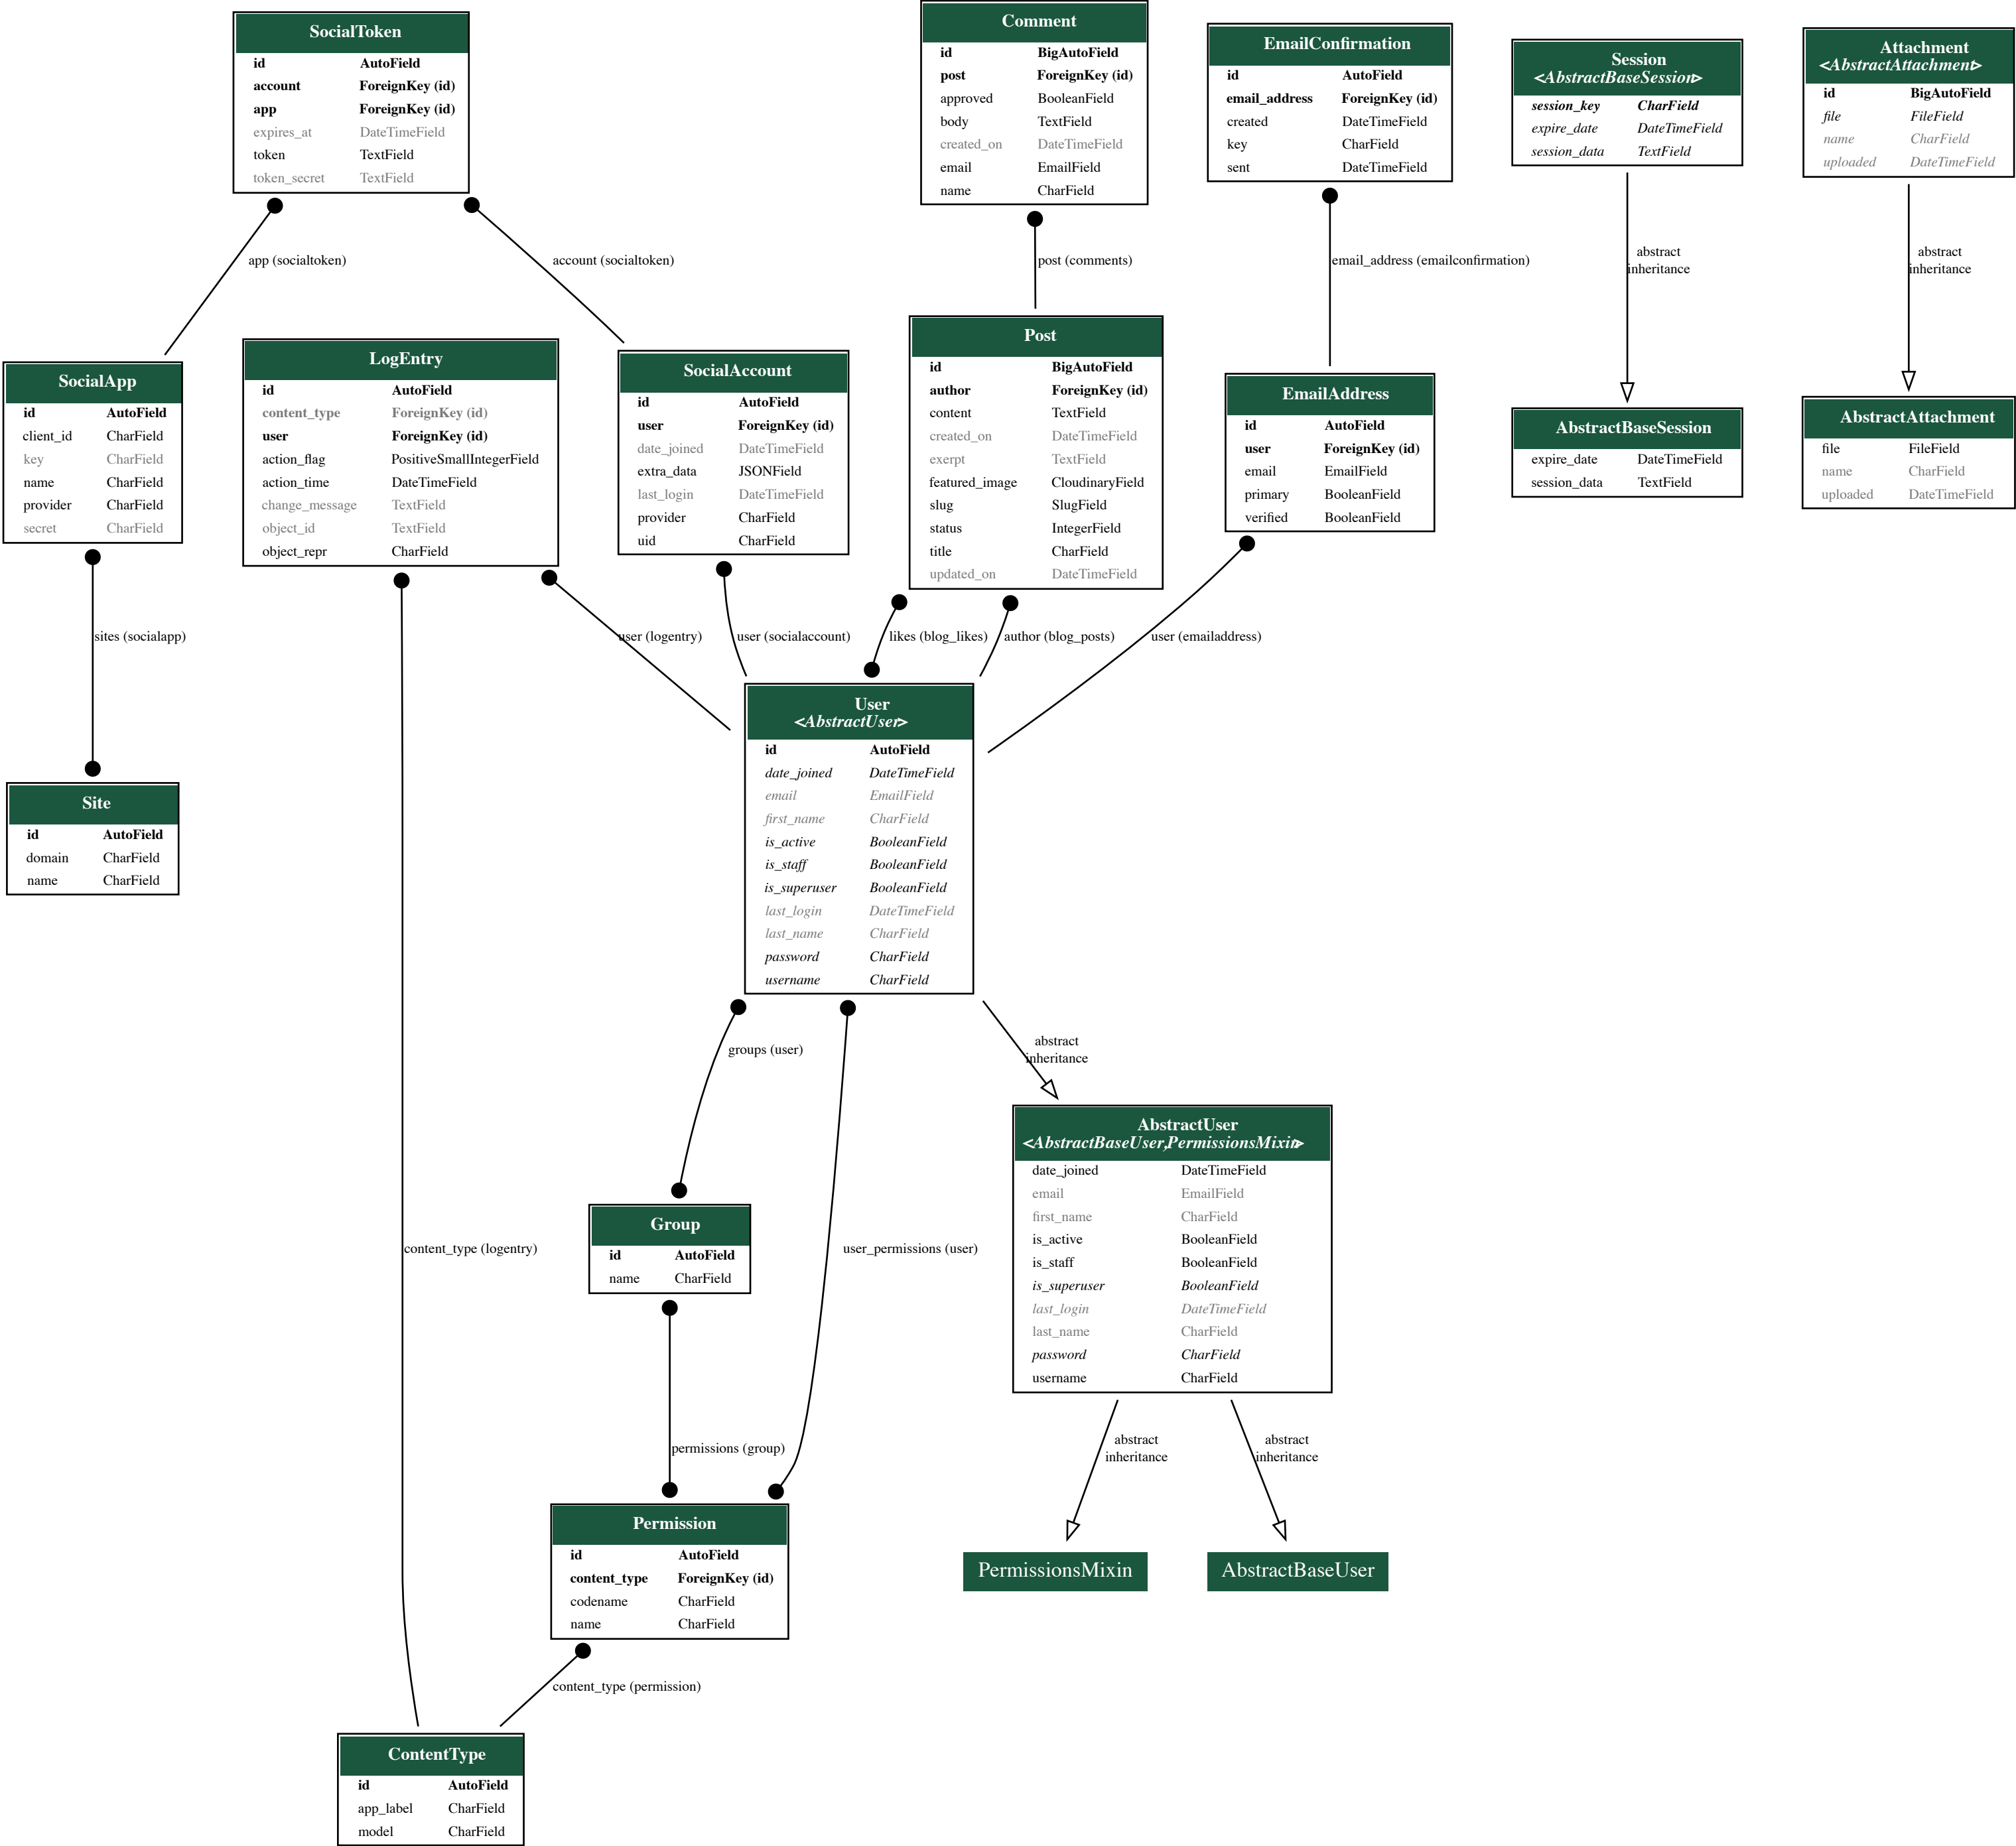 SocialToken
id AutoField
account ForeignKey (id)
app ForeignKey (id)
expires_at DateTimeField
token TextField
token_secret TextField
Comment
id BigAutoField
post ForeignKey (id)
approved BooleanField
body TextField
created_on DateTimeField
email EmailField
name CharField
EmailConfirmation
id AutoField
email_address ForeignKey (id)
created DateTimeField
key CharField
sent DateTimeField
Session
<AbstractBaseSession>
session_key CharField
expire_date DateTimeField
session_data TextField
Attachment
<AbstractAttachment>
id BigAutoField
file FileField
name CharField
uploaded DateTimeField
app (socialtoken)
account (socialtoken)
post (comments)
email_address (emailconfirmation)
abstract
inheritance
abstract
inheritance
SocialApp
id AutoField
client_id CharField
key CharField
name CharField
provider CharField
secret CharField
LogEntry
id AutoField
content_type ForeignKey (id)
user ForeignKey (id)
action_flag PositiveSmallIntegerField
action_time DateTimeField
change_message TextField
object_id TextField
object_repr CharField
SocialAccount
id AutoField
user ForeignKey (id)
date_joined DateTimeField
extra_data JSONField
last_login DateTimeField
provider CharField
uid CharField
Post
id BigAutoField
author ForeignKey (id)
content TextField
created_on DateTimeField
exerpt TextField
featured_image CloudinaryField
slug SlugField
status IntegerField
title CharField
updated_on DateTimeField
EmailAddress
id AutoField
user ForeignKey (id)
email EmailField
primary BooleanField
verified BooleanField
AbstractBaseSession
expire_date DateTimeField
session_data TextField
AbstractAttachment
file FileField
name CharField
uploaded DateTimeField
sites (socialapp)
user (logentry)
user (socialaccount)
likes (blog_likes)
author (blog_posts)
user (emailaddress)
Site
id AutoField
domain CharField
name CharField
User
<AbstractUser>
id AutoField
date_joined DateTimeField
email EmailField
first_name CharField
is_active BooleanField
is_staff BooleanField
is_superuser BooleanField
last_login DateTimeField
last_name CharField
password CharField
username CharField
groups (user)
abstract
inheritance
AbstractUser
<AbstractBaseUser,PermissionsMixin>
date_joined DateTimeField
email EmailField
first_name CharField
is_active BooleanField
is_staff BooleanField
is_superuser BooleanField
last_login DateTimeField
last_name CharField
password CharField
username CharField
Group
id AutoField
name CharField
content_type (logentry)
user_permissions (user)
permissions (group)
abstract
inheritance
abstract
inheritance
Permission
id AutoField
content_type ForeignKey (id)
codename CharField
name CharField
PermissionsMixin
AbstractBaseUser
content_type (permission)
ContentType
id AutoField
app_label CharField
model CharField